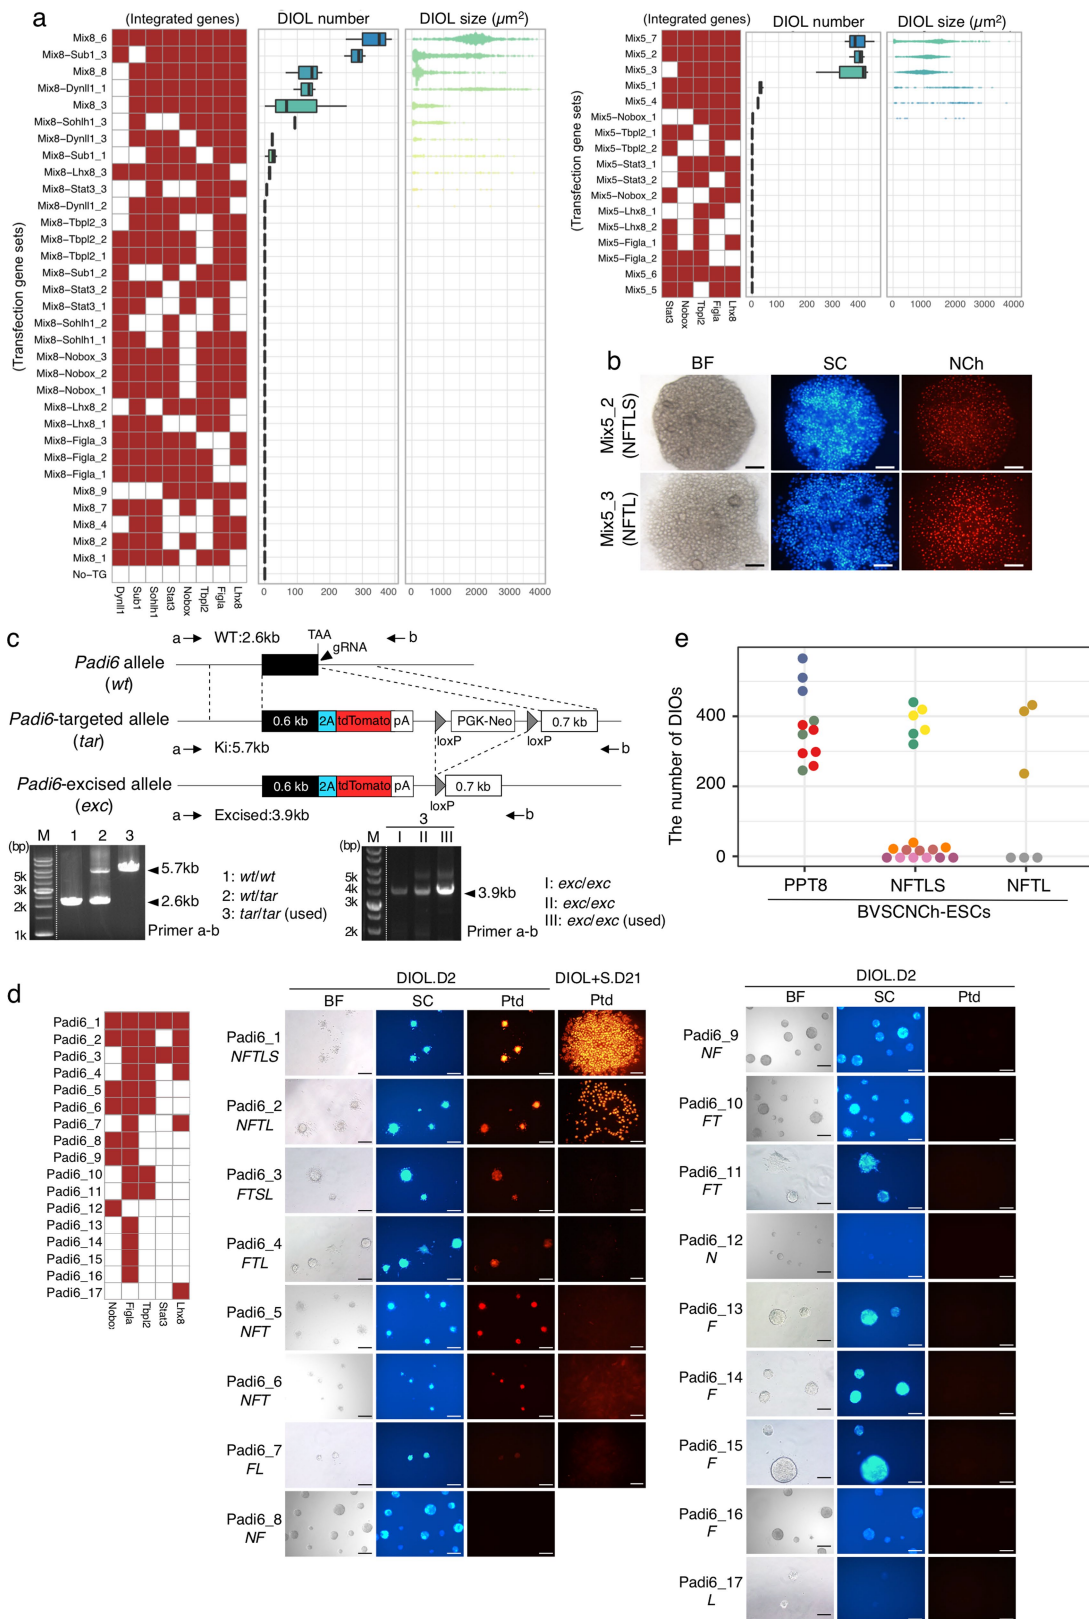 a
(Integrated genes)
DIOL number
DIOL size (μm²)
(Transfection gene sets)
Mix8_6
Mix8−Sub1_3
Mix8_8
Mix8−Dynll1_1
Mix8_3
Mix8−Sohlh1_3
Mix8−Dynll1_3
Mix8−Sub1_1
Mix8−Lhx8_3
Mix8−Stat3_3
Mix8−Dynll1_2
Mix8−Tbpl2_3
Mix8−Tbpl2_2
Mix8−Tbpl2_1
Mix8−Sub1_2
Mix8−Stat3_2
Mix8−Stat3_1
Mix8−Sohlh1_2
Mix8−Sohlh1_1
Mix8−Nobox_3
Mix8−Nobox_2
Mix8−Nobox_1
Mix8−Lhx8_2
Mix8−Lhx8_1
Mix8−Figla_3
Mix8−Figla_2
Mix8−Figla_1
Mix8_9
Mix8_7
Mix8_4
Mix8_2
Mix8_1
No−TG
Dynll1
Sub1
Sohlh1
Stat3
Nobox
Tbpl2
Figla
Lhx8
0 100 200 300 400
0 1000 2000 3000 4000
(Integrated genes)
DIOL number
DIOL size (μm²)
(Transfection gene sets)
Mix5_7
Mix5_2
Mix5_3
Mix5_1
Mix5_4
Mix5−Nobox_1
Mix5−Tbpl2_1
Mix5−Tbpl2_2
Mix5−Stat3_1
Mix5−Stat3_2
Mix5−Nobox_2
Mix5−Lhx8_1
Mix5−Lhx8_2
Mix5−Figla_1
Mix5−Figla_2
Mix5_6
Mix5_5
Stat3
Nobox
Tbpl2
Figla
Lhx8
0 200 400
0 1000 2000 3000 4000
b
BF SC NCh
Mix5_2
(NFTLS)
Mix5_3
(NFTL)
c
a
WT:2.6kb
TAA
gRNA
b
Padi6 allele
(wt)
Padi6-targeted allele
(tar)
0.6 kb 2A tdTomato pA PGK-Neo 0.7 kb
loxP loxP
a
Ki:5.7kb
b
Padi6-excised allele
(exc)
0.6 kb 2A tdTomato pA 0.7 kb
loxP
a
Excised:3.9kb
b
(bp)
M 1 2 3
5k
3k
2k
1k
5.7kb
2.6kb
1: wt/wt
2: wt/tar
3: tar/tar (used)
Primer a-b
3
(bp)
M I II III
5k
4k
3k
2k
3.9kb
I: exc/exc
II: exc/exc
III: exc/exc (used)
Primer a-b
e
The number of DIOs
400
200
0
PPT8 NFTLS NFTL
BVSCNCh-ESCs
d
Padi6_1
Padi6_2
Padi6_3
Padi6_4
Padi6_5
Padi6_6
Padi6_7
Padi6_8
Padi6_9
Padi6_10
Padi6_11
Padi6_12
Padi6_13
Padi6_14
Padi6_15
Padi6_16
Padi6_17
Nobox
Figla
Tbpl2
Stat3
Lhx8
DIOL.D2
DIOL+S.D21
BF SC Ptd Ptd
Padi6_1
NFTLS
Padi6_2
NFTL
Padi6_3
FTSL
Padi6_4
FTL
Padi6_5
NFT
Padi6_6
NFT
Padi6_7
FL
Padi6_8
NF
DIOL.D2
BF SC Ptd
Padi6_9
NF
Padi6_10
FT
Padi6_11
FT
Padi6_12
N
Padi6_13
F
Padi6_14
F
Padi6_15
F
Padi6_16
F
Padi6_17
L